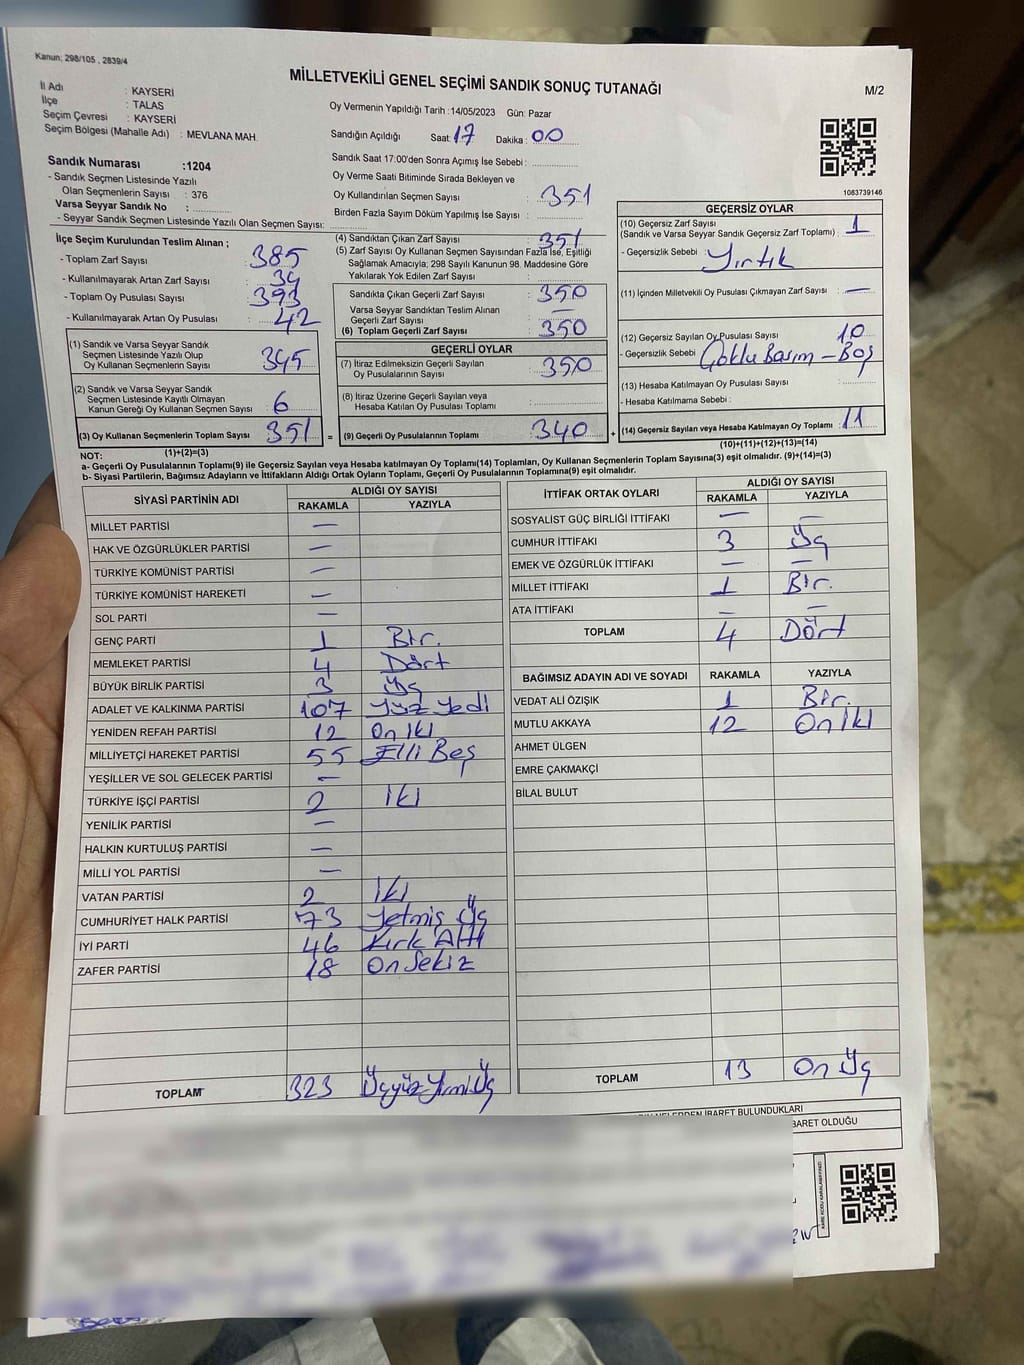 Kanun; 298/105 , 2839/4
MİLLETVEKİLİ GENEL SEÇİMİ SANDIK SONUÇ TUTANAĞI
M/2
İl Adı : KAYSERİ
İlçe : TALAS
Seçim Çevresi : KAYSERİ
Seçim Bölgesi (Mahalle Adı) : MEVLANA MAH.
Oy Vermenin Yapıldığı Tarih :14/05/2023 Gün: Pazar
Sandığın Açıldığı Saat: 17 Dakika : 00
Sandık Saat 17:00'den Sonra Açımış İse Sebebi :
Sandık Numarası :1204
- Sandık Seçmen Listesinde Yazılı
Olan Seçmenlerin Sayısı : 376
Varsa Seyyar Sandık No :
- Seyyar Sandık Seçmen Listesinde Yazılı Olan Seçmen Sayısı:
Oy Verme Saati Bitiminde Sırada Bekleyen ve
Oy Kullandırılan Seçmen Sayısı : 351
Birden Fazla Sayım Döküm Yapılmış İse Sayısı :
1083739146
İlçe Seçim Kurulundan Teslim Alınan ;
- Toplam Zarf Sayısı : 385
- Kullanılmayarak Artan Zarf Sayısı : 34
- Toplam Oy Pusulası Sayısı : 393
- Kullanılmayarak Artan Oy Pusulası : 42
(1) Sandık ve Varsa Seyyar Sandık
Seçmen Listesinde Yazılı Olup
Oy Kullanan Seçmenlerin Sayısı : 345
(2) Sandık ve Varsa Seyyar Sandık
Seçmen Listesinde Kayıtlı Olmayan
Kanun Gereği Oy Kullanan Seçmen Sayısı : 6
(3) Oy Kullanan Seçmenlerin Toplam Sayısı : 351 =
(1)+(2)=(3)
(4) Sandıktan Çıkan Zarf Sayısı : 351
(5) Zarf Sayısı Oy Kullanan Seçmen Sayısından Fazla İse, Eşitliği
Sağlamak Amacıyla; 298 Sayılı Kanunun 98. Maddesine Göre
Yakılarak Yok Edilen Zarf Sayısı :
Sandıkta Çıkan Geçerli Zarf Sayısı : 350
Varsa Seyyar Sandıktan Teslim Alınan
Geçerli Zarf Sayısı : —
(6) Toplam Geçerli Zarf Sayısı : 350
GEÇERLİ OYLAR
(7) İtiraz Edilmeksizin Geçerli Sayılan
Oy Pusulalarının Sayısı : 350
(8) İtiraz Üzerine Geçerli Sayılan veya
Hesaba Katılan Oy Pusulası Toplamı :
(9) Geçerli Oy Pusulalarının Toplamı : 340 +
GEÇERSİZ OYLAR
(10) Geçersiz Zarf Sayısı
(Sandık ve Varsa Seyyar Sandık Geçersiz Zarf Toplamı) : 1
- Geçersizlik Sebebi : Yırtık
(11) İçinden Milletvekili Oy Pusulası Çıkmayan Zarf Sayısı : —
(12) Geçersiz Sayılan Oy Pusulası Sayısı : 10
- Geçersizlik Sebebi : Çoklu Basım – Boş
(13) Hesaba Katılmayan Oy Pusulası Sayısı :
- Hesaba Katılmama Sebebi :
(14) Geçersiz Sayılan veya Hesaba Katılmayan Oy Toplamı : 11
(10)+(11)+(12)+(13)=(14)
NOT:
a- Geçerli Oy Pusulalarının Toplamı(9) ile Geçersiz Sayılan veya Hesaba katılmayan Oy Toplamı(14) Toplamları, Oy Kullanan Seçmenlerin Toplam Sayısına(3) eşit olmalıdır. (9)+(14)=(3)
b- Siyasi Partilerin, Bağımsız Adayların ve İttifakların Aldığı Ortak Oyların Toplamı, Geçerli Oy Pusulalarının Toplamına(9) eşit olmalıdır.
SİYASİ PARTİNİN ADI ALDIĞI OY SAYISI
RAKAMLA YAZIYLA
MİLLET PARTİSİ —
HAK VE ÖZGÜRLÜKLER PARTİSİ —
TÜRKİYE KOMÜNİST PARTİSİ —
TÜRKİYE KOMÜNİST HAREKETİ —
SOL PARTİ —
GENÇ PARTİ 1 Bir.
MEMLEKET PARTİSİ 4 Dört
BÜYÜK BİRLİK PARTİSİ 3 Üç
ADALET VE KALKINMA PARTİSİ 107 Yüz Yedi
YENİDEN REFAH PARTİSİ 12 On İki
MİLLİYETÇİ HAREKET PARTİSİ 55 Elli Beş
YEŞİLLER VE SOL GELECEK PARTİSİ —
TÜRKİYE İŞÇİ PARTİSİ 2 İki
YENİLİK PARTİSİ —
HALKIN KURTULUŞ PARTİSİ —
MİLLİ YOL PARTİSİ —
VATAN PARTİSİ 2 İki
CUMHURİYET HALK PARTİSİ 73 Yetmiş Üç
İYİ PARTİ 46 Kırk Altı
ZAFER PARTİSİ 18 On Sekiz
TOPLAM 323 Üçyüz Yirmi Üç
İTTİFAK ORTAK OYLARI ALDIĞI OY SAYISI
RAKAMLA YAZIYLA
SOSYALİST GÜÇ BİRLİĞİ İTTİFAKI — —
CUMHUR İTTİFAKI 3 Üç
EMEK VE ÖZGÜRLÜK İTTİFAKI — —
MİLLET İTTİFAKI 1 Bir.
ATA İTTİFAKI — —
TOPLAM 4 Dört
BAĞIMSIZ ADAYIN ADI VE SOYADI RAKAMLA YAZIYLA
VEDAT ALİ ÖZIŞIK 1 Bir.
MUTLU AKKAYA 12 On İki
AHMET ÜLGEN
EMRE ÇAKMAKÇİ
BİLAL BULUT
TOPLAM 13 On Üç
İBARET BULUNDUKLARI
BARET OLDUĞU